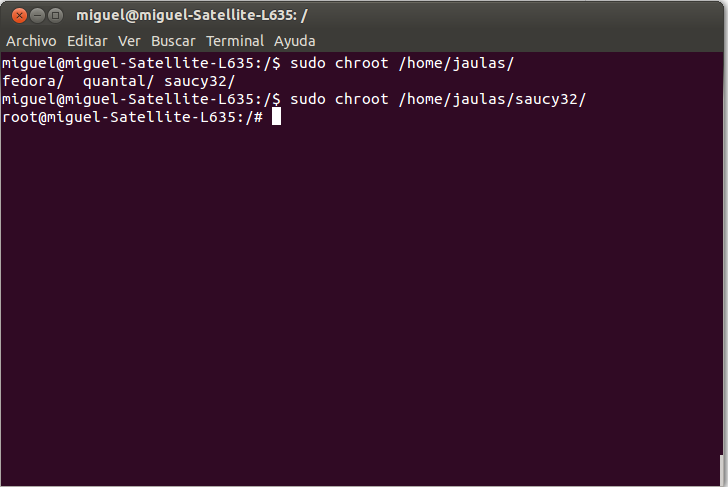 miguel@miguel-Satellite-L635: /
Archivo Editar Ver Buscar Terminal Ayuda
miguel@miguel-Satellite-L635:/$ sudo chroot /home/jaulas/
fedora/  quantal/ saucy32/
miguel@miguel-Satellite-L635:/$ sudo chroot /home/jaulas/saucy32/
root@miguel-Satellite-L635:/#